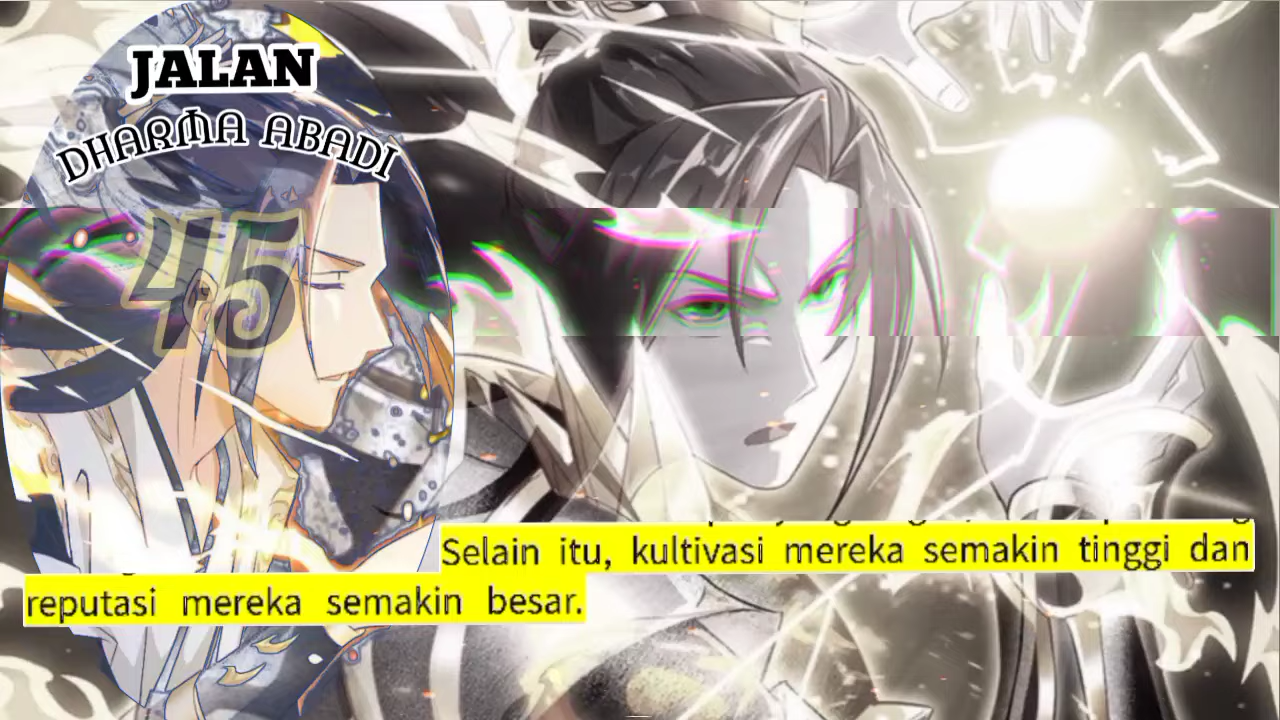 JALAN
DHARMA ABADI
45
Selain itu, kultivasi mereka semakin tinggi dan
reputasi mereka semakin besar.